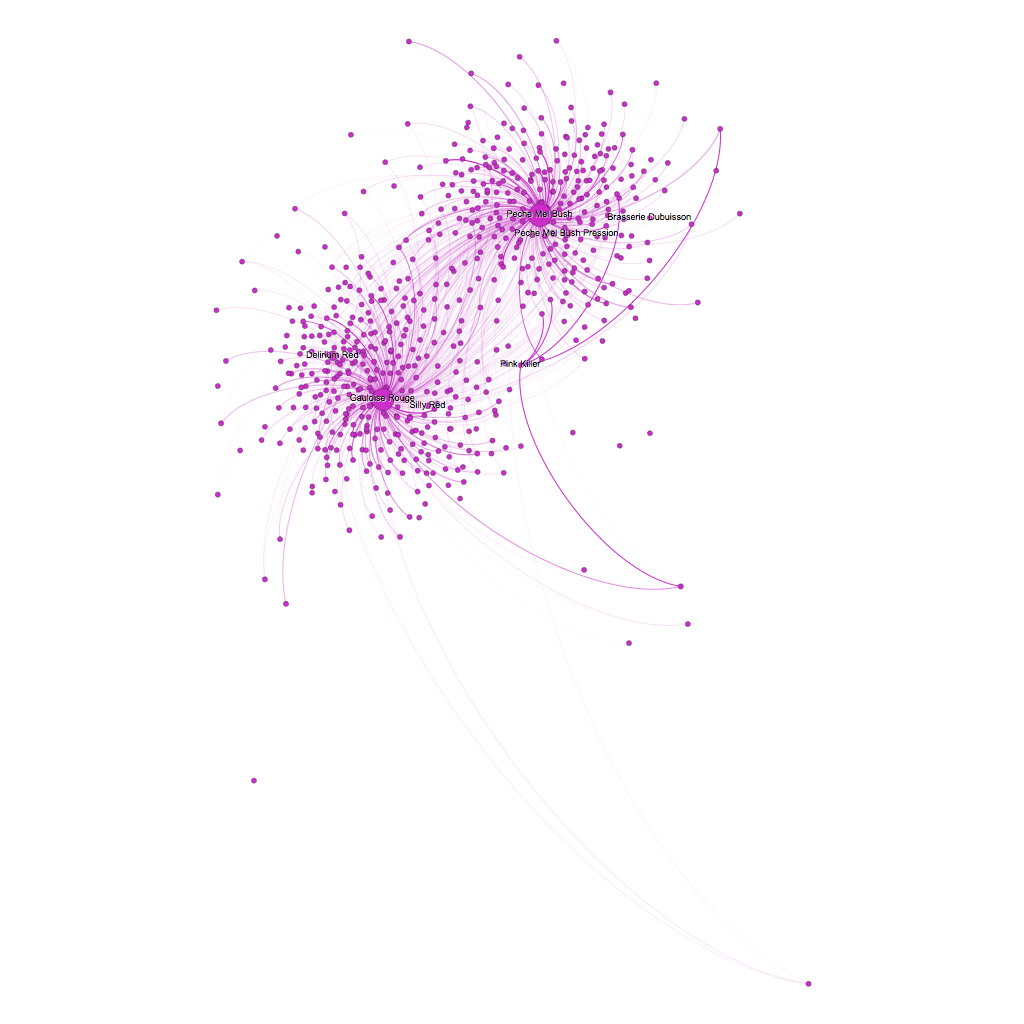 Peche Mel Bush
Brasserie Dubuisson
Peche Mel Bush Pression
Delirium Red
Pink Killer
Gauloise Rouge
Silly Red